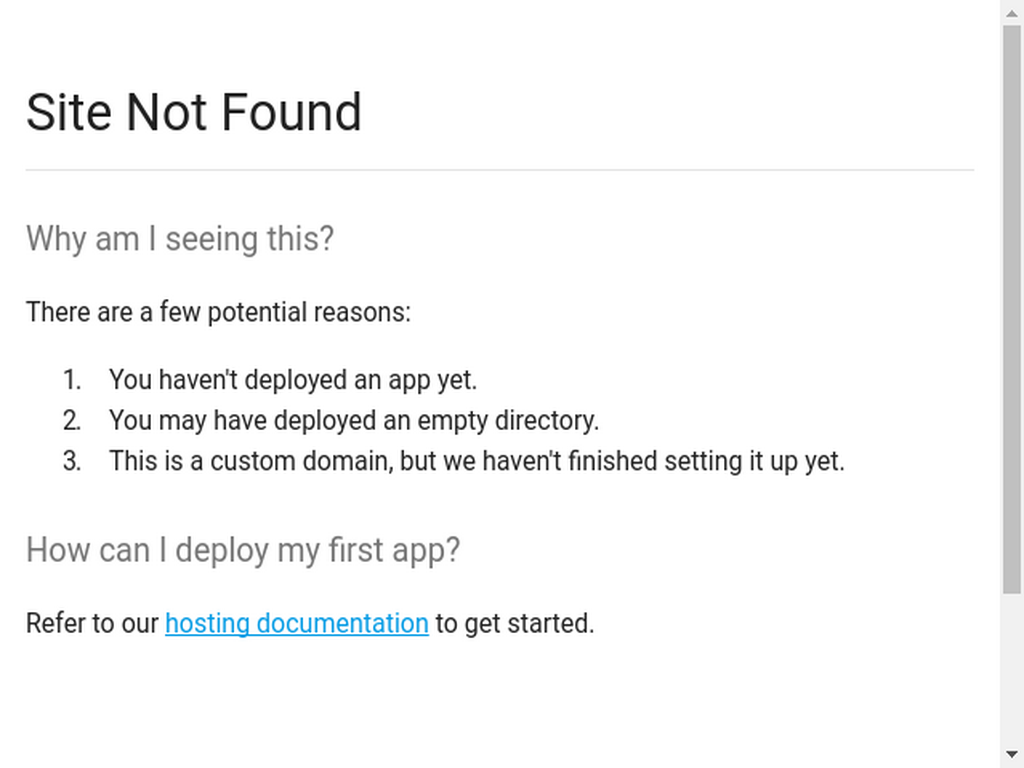 Site Not Found
Why am I seeing this?
There are a few potential reasons:
1. You haven't deployed an app yet.
2. You may have deployed an empty directory.
3. This is a custom domain, but we haven't finished setting it up yet.
How can I deploy my first app?
Refer to our hosting documentation to get started.